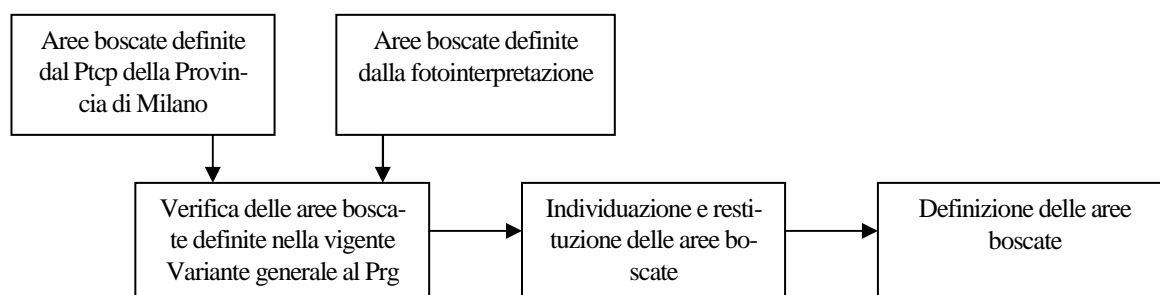 Aree boscate definite
dal Ptcp della Provin-
cia di Milano
Aree boscate definite
dalla fotointerpretazione
Verifica delle aree bosca-
te definite nella vigente
Variante generale al Prg
Individuazione e resti-
tuzione delle aree bo-
scate
Definizione delle aree
boscate